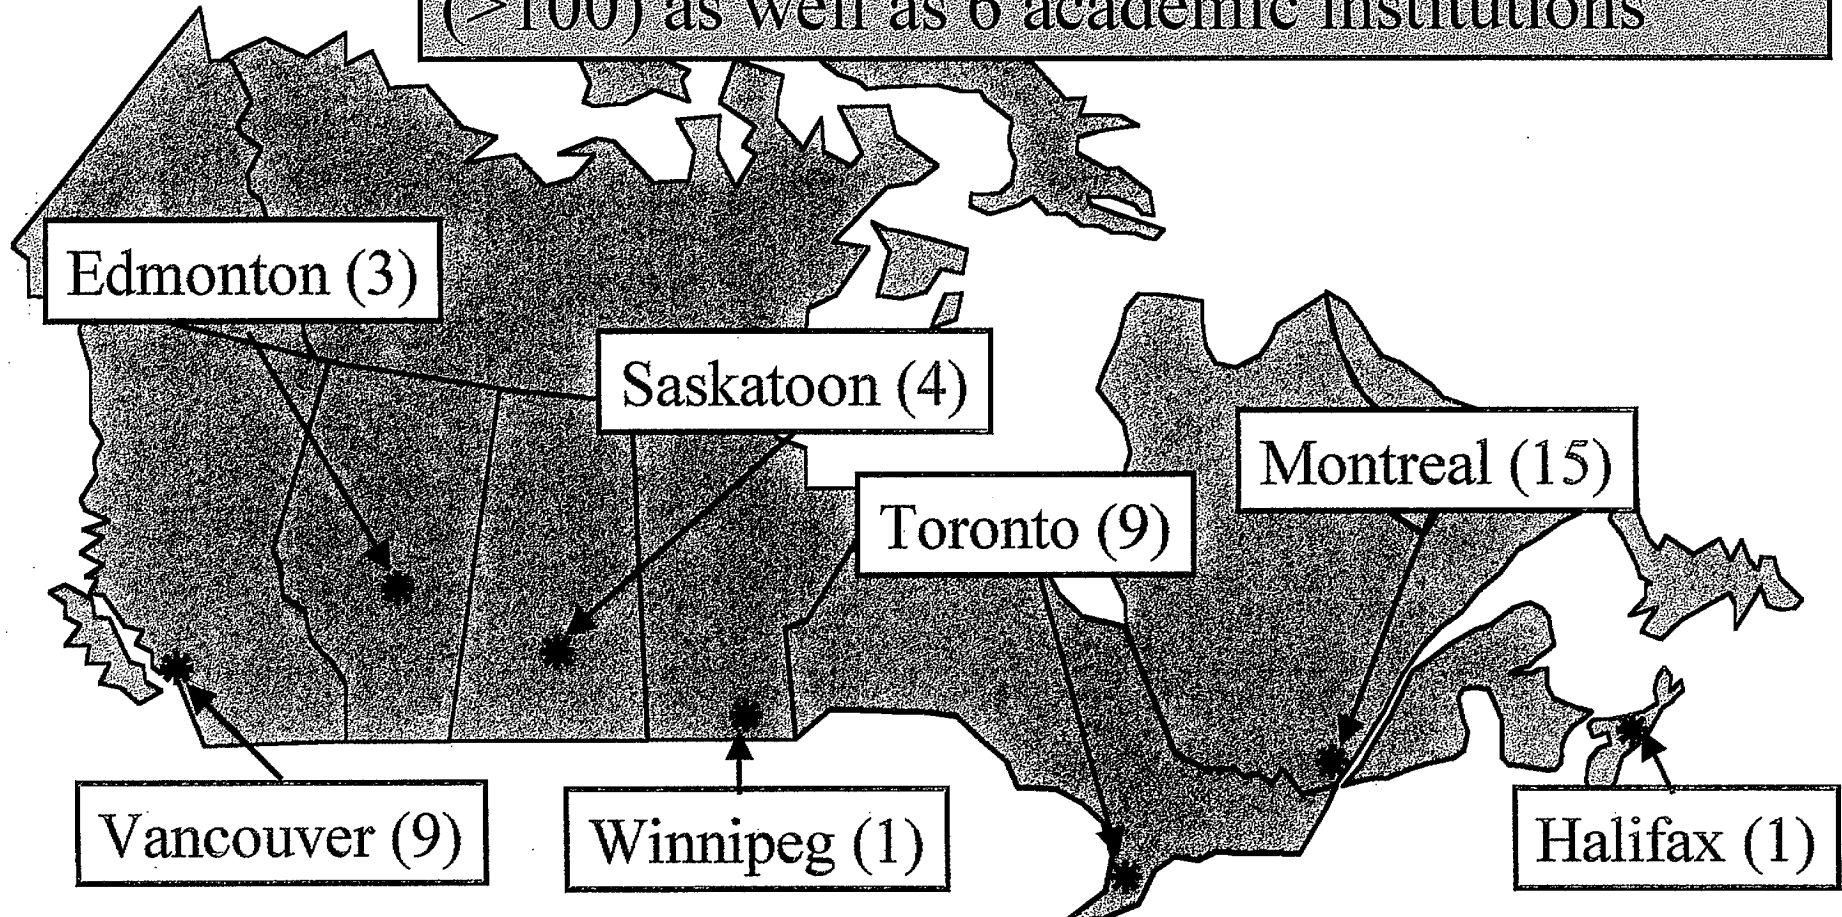 (>100) as well as 6 academic institutions
Edmonton (3)
Saskatoon (4)
Montreal (15)
Toronto (9)
Vancouver (9)
Winnipeg (1)
Halifax (1)